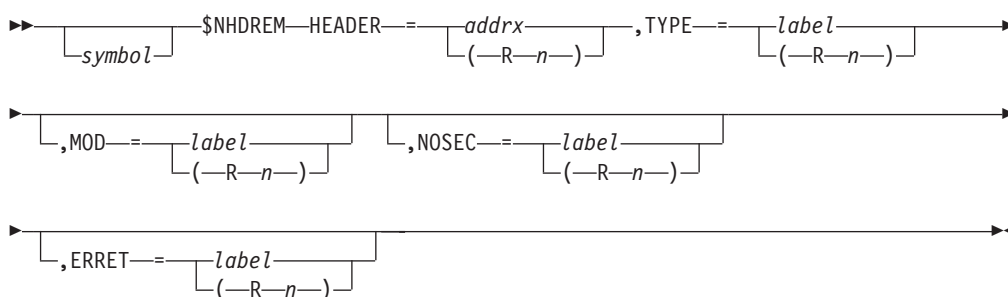 $NHDREM HEADER = addrx ,TYPE = label
symbol (R n) (R n)
,MOD = label ,NOSEC = label
(R n) (R n)
,ERRET = label
(R n)